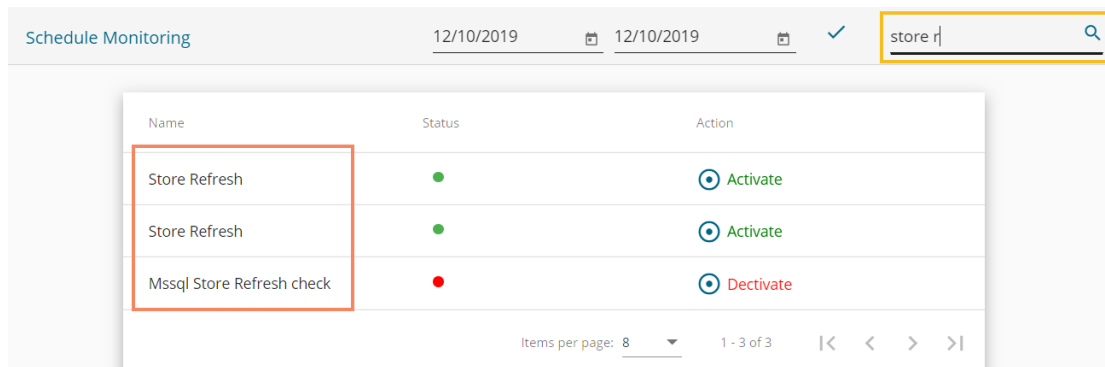 Schedule Monitoring 12/10/2019 12/10/2019 store r
Name Status Action
Store Refresh Activate
Store Refresh Activate
Mssql Store Refresh check Dectivate
Items per page: 8 1 - 3 of 3